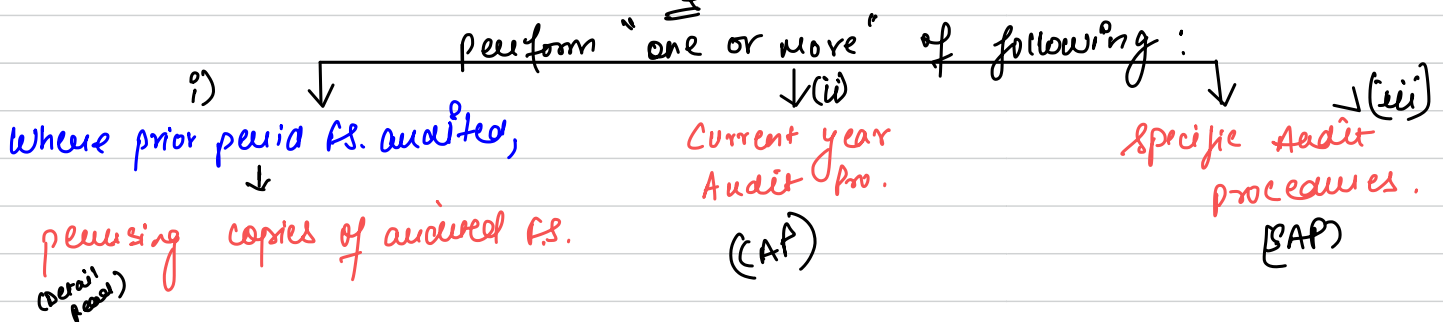 perform "one or more" of following :
i)
(ii)
(iii)
Where prior period FS. audited,
Current year
Audit Pro.
Specific Audit
procedures.
perusing copies of audited F.S.
(CAP)
[SAP)
(Detail
Read)